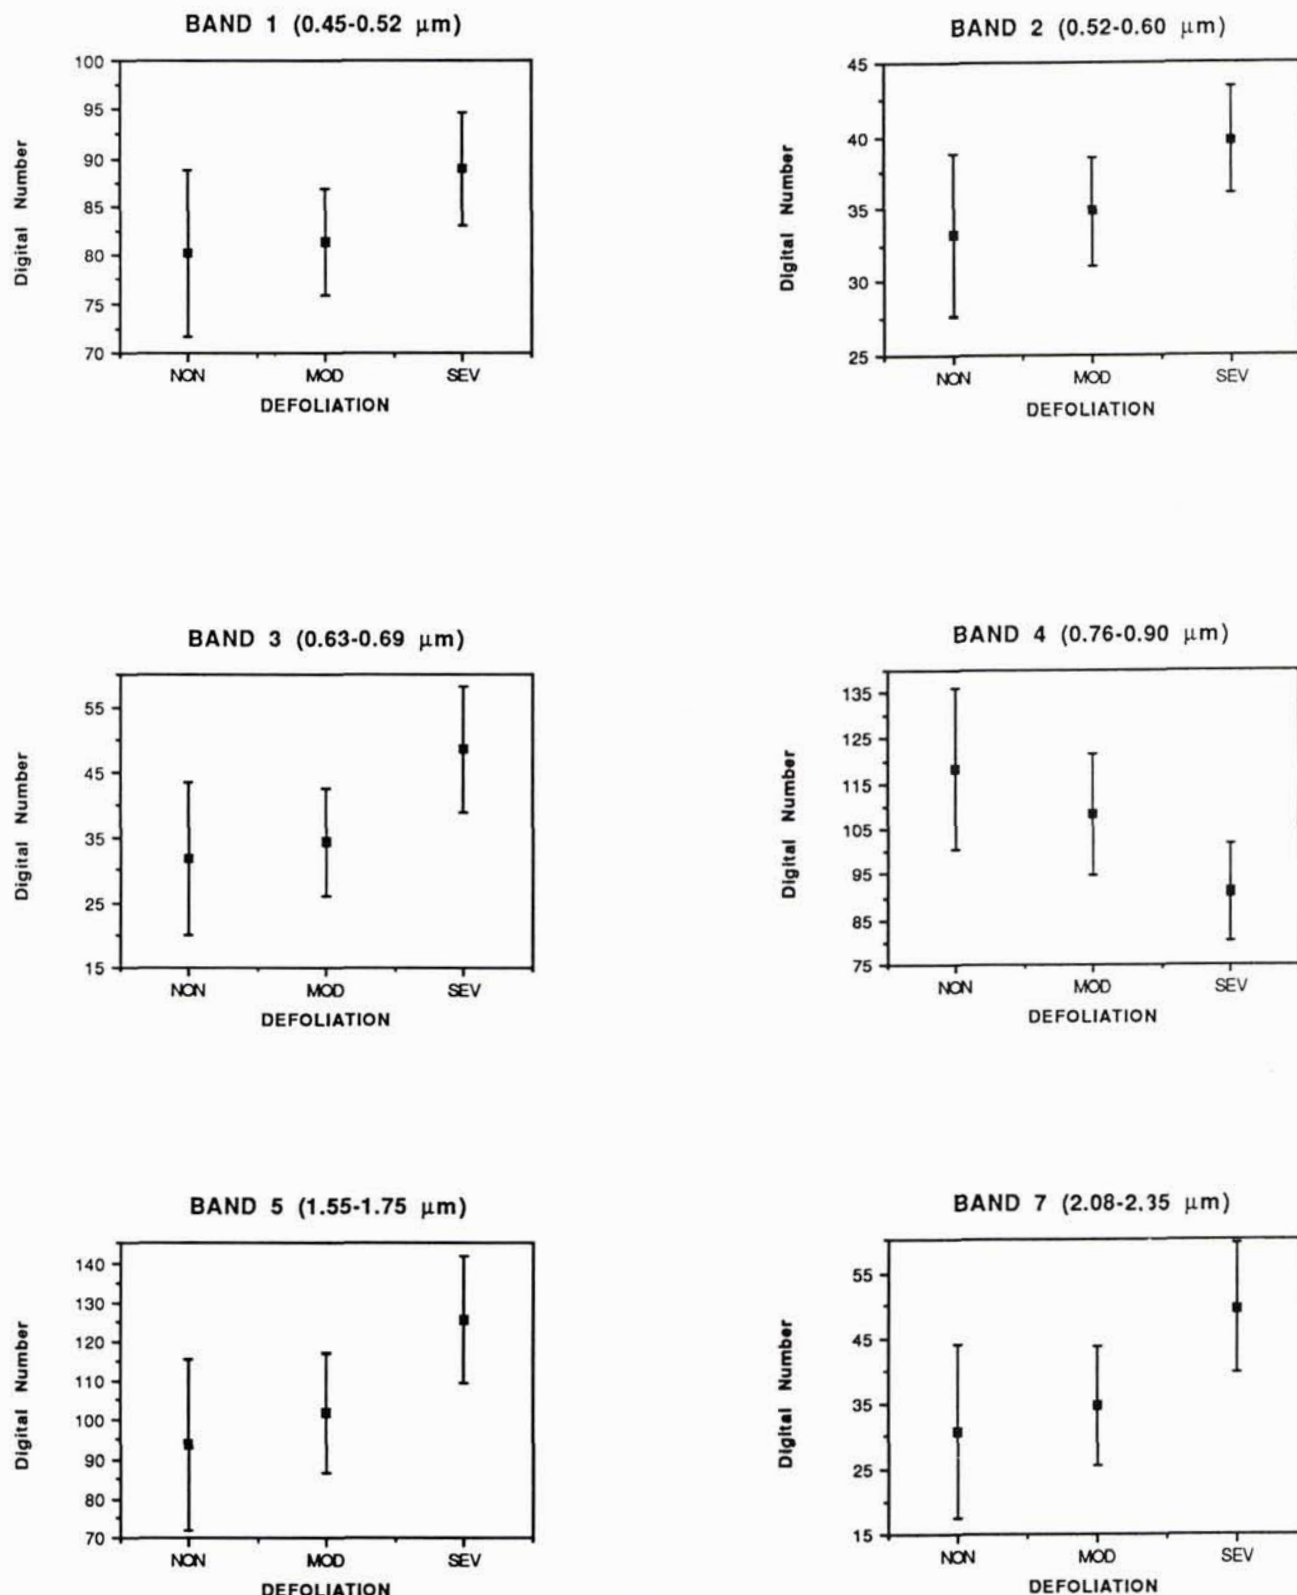 BAND 1 (0.45-0.52 µm)
Digital Number
100
95
90
85
80
75
70
NON MOD SEV
DEFOLIATION
BAND 2 (0.52-0.60 µm)
Digital Number
45
40
35
30
25
NON MOD SEV
DEFOLIATION
BAND 3 (0.63-0.69 µm)
Digital Number
55
45
35
25
15
NON MOD SEV
DEFOLIATION
BAND 4 (0.76-0.90 µm)
Digital Number
135
125
115
105
95
85
75
NON MOD SEV
DEFOLIATION
BAND 5 (1.55-1.75 µm)
Digital Number
140
130
120
110
100
90
80
70
NON MOD SEV
DEFOLIATION
BAND 7 (2.08-2.35 µm)
Digital Number
55
45
35
25
15
NON MOD SEV
DEFOLIATION